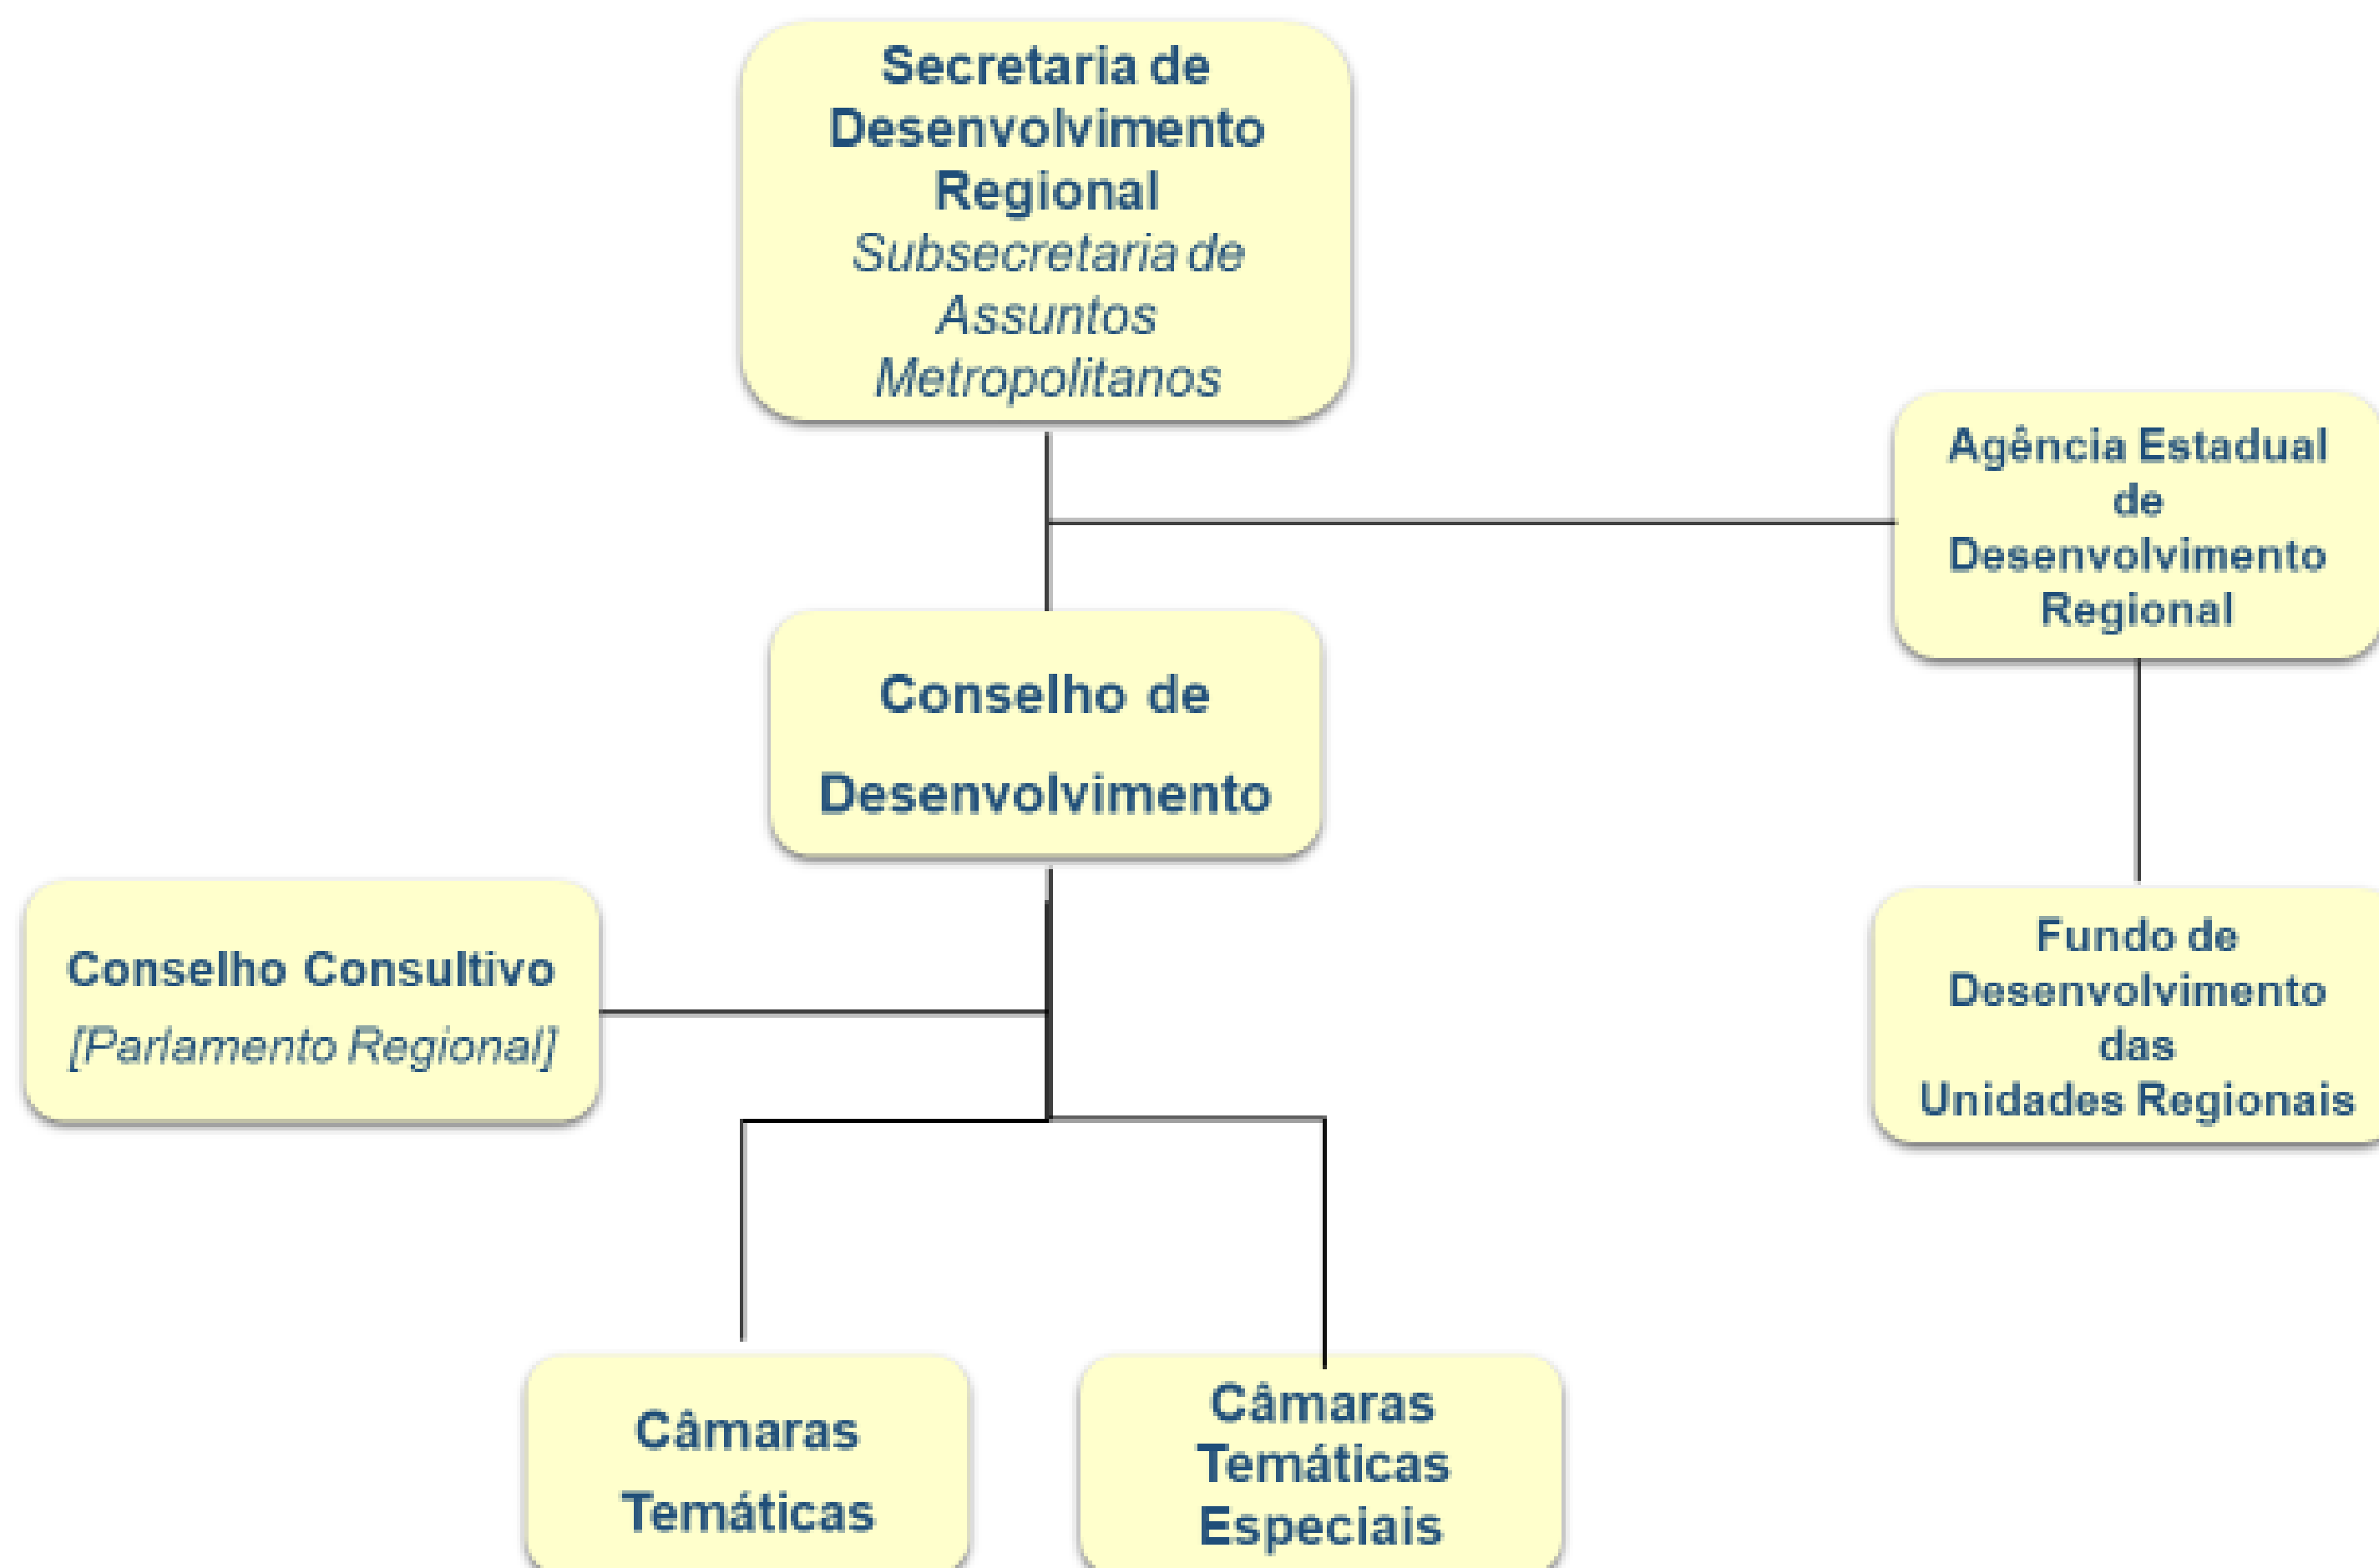 Secretaria de
Desenvolvimento
Regional
Subsecretaria de
Assuntos
Metropolitanos
Agência Estadual
de
Desenvolvimento
Regional
Conselho de
Desenvolvimento
Conselho Consultivo
[Parlamento Regional]
Fundo de
Desenvolvimento
das
Unidades Regionais
Câmaras
Temáticas
Câmaras
Temáticas
Especiais